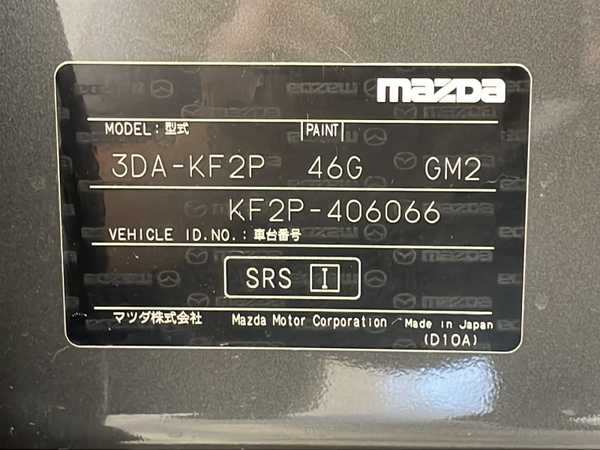 mazda
MODEL: 型式 PAINT
3DA-KF2P 46G GM2
KF2P-406066
VEHICLE ID.NO.: 車台番号
SRS I
マツダ株式会社 Mazda Motor Corporation Made in Japan
(D10A)